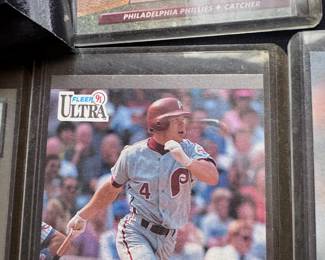 PHILADELPHIA PHILLIES • CATCHER
FLEER 91
ULTRA
4
P